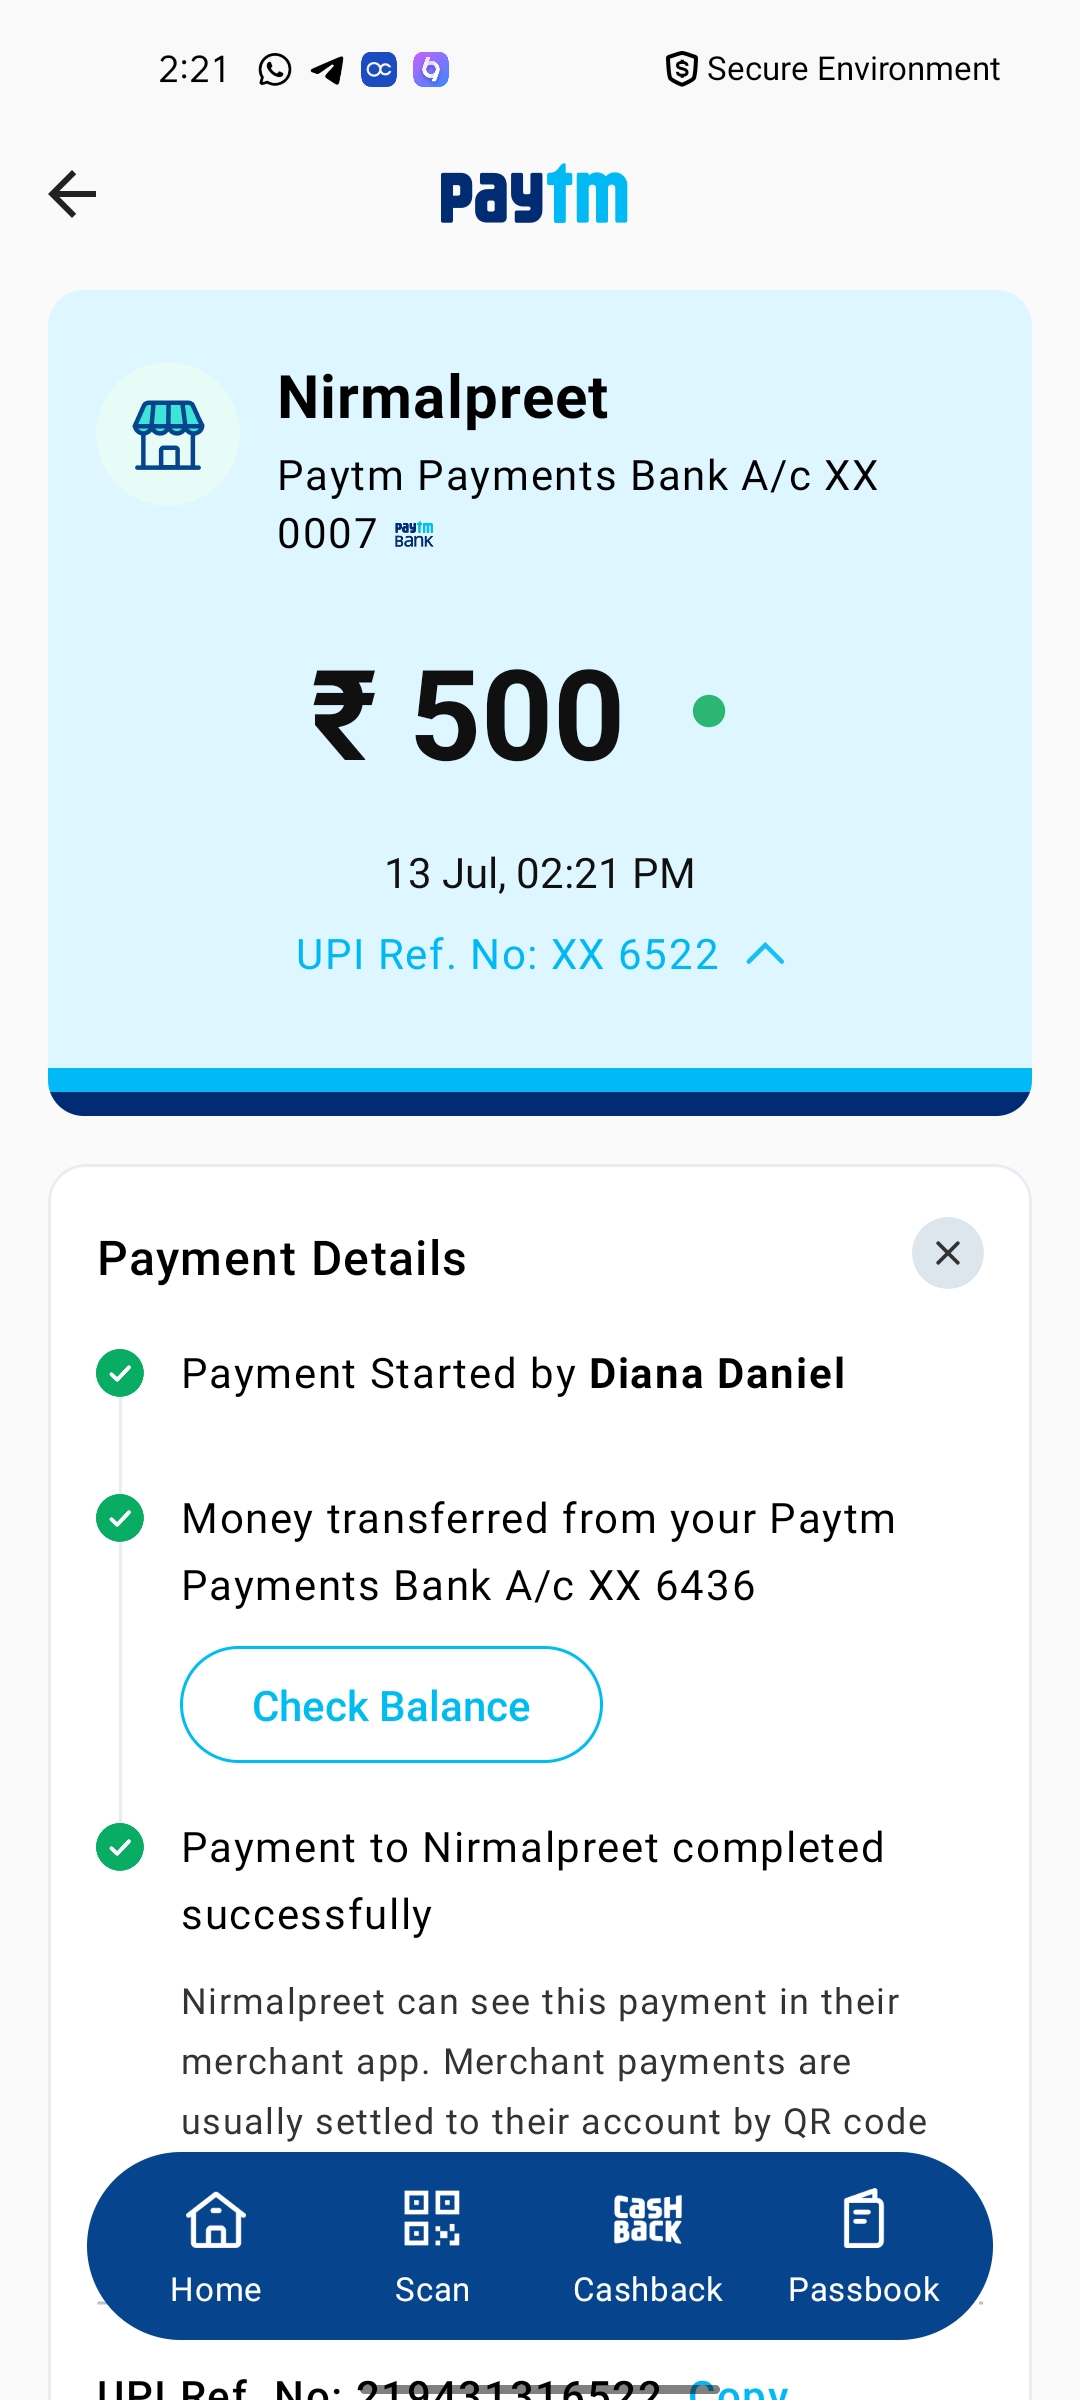 2:21 Secure Environment
paytm
Nirmalpreet
Paytm Payments Bank A/c XX
0007 paytm BANK
₹ 500
13 Jul, 02:21 PM
UPI Ref. No: XX 6522
Payment Details
Payment Started by Diana Daniel
Money transferred from your Paytm
Payments Bank A/c XX 6436
Check Balance
Payment to Nirmalpreet completed
successfully
Nirmalpreet can see this payment in their
merchant app. Merchant payments are
usually settled to their account by QR code
CASH BACK
Home Scan Cashback Passbook
UPI Ref. No: 219431316522 Copy